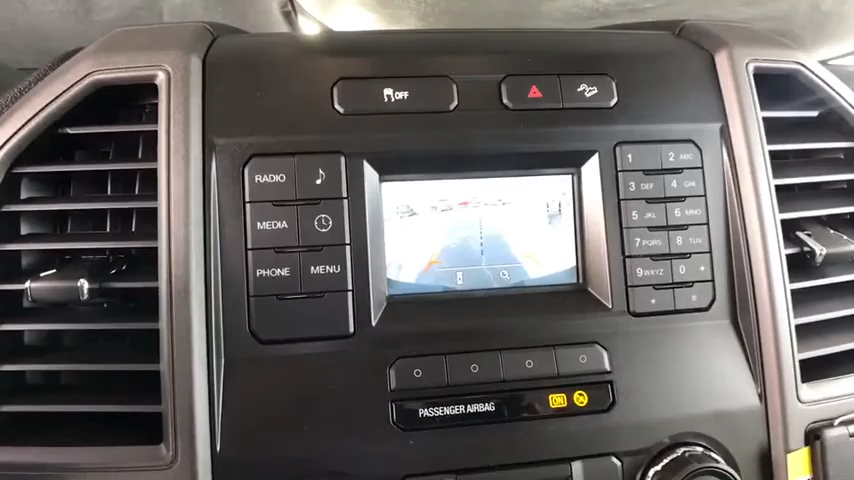 OFF
RADIO
MEDIA
PHONE
MENU
1
2 ABC
3 DEF
4 GHI
5 JKL
6 MNO
7 PQRS
8 TUV
9 WXYZ
0 +
*
#
PASSENGER AIRBAG
ON